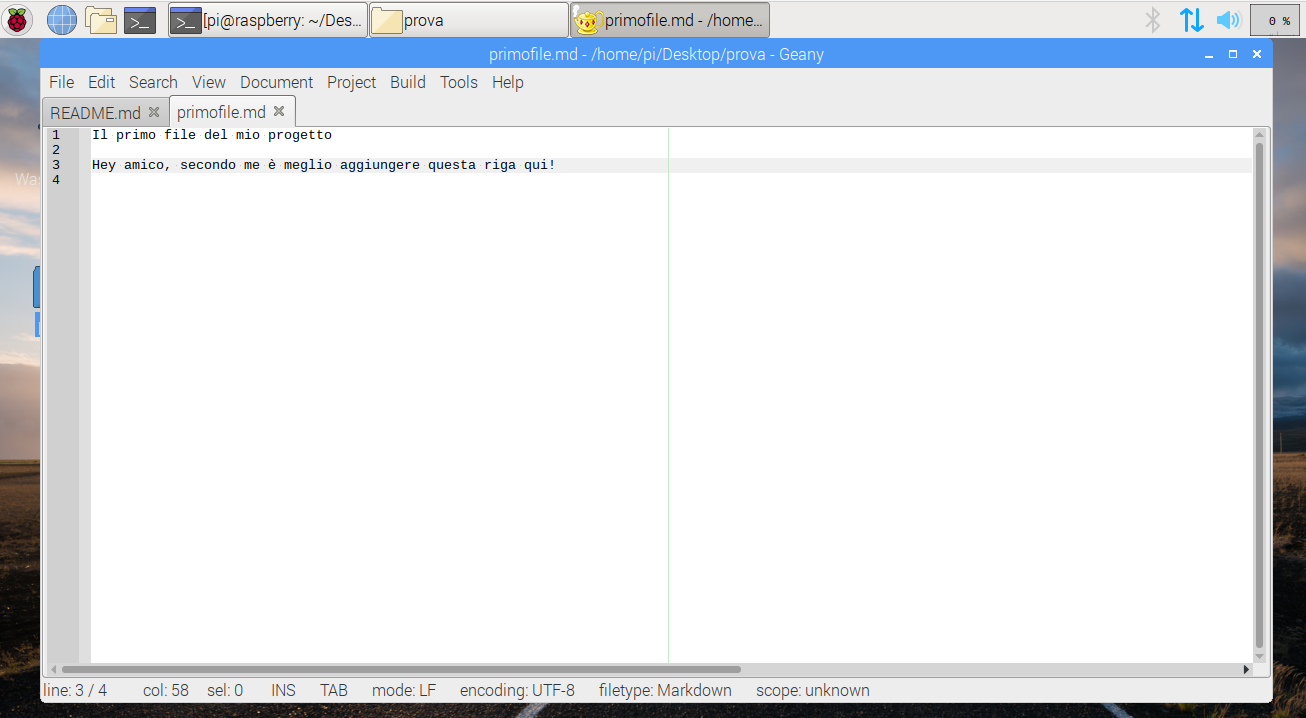 [pi@raspberry: ~/Des...
prova
primofile.md - /home...
0 %
primofile.md - /home/pi/Desktop/prova - Geany
File Edit Search View Document Project Build Tools Help
README.md
primofile.md
1 Il primo file del mio progetto
2
3 Hey amico, secondo me è meglio aggiungere questa riga qui!
4
Was
line: 3 / 4 col: 58 sel: 0 INS TAB mode: LF encoding: UTF-8 filetype: Markdown scope: unknown